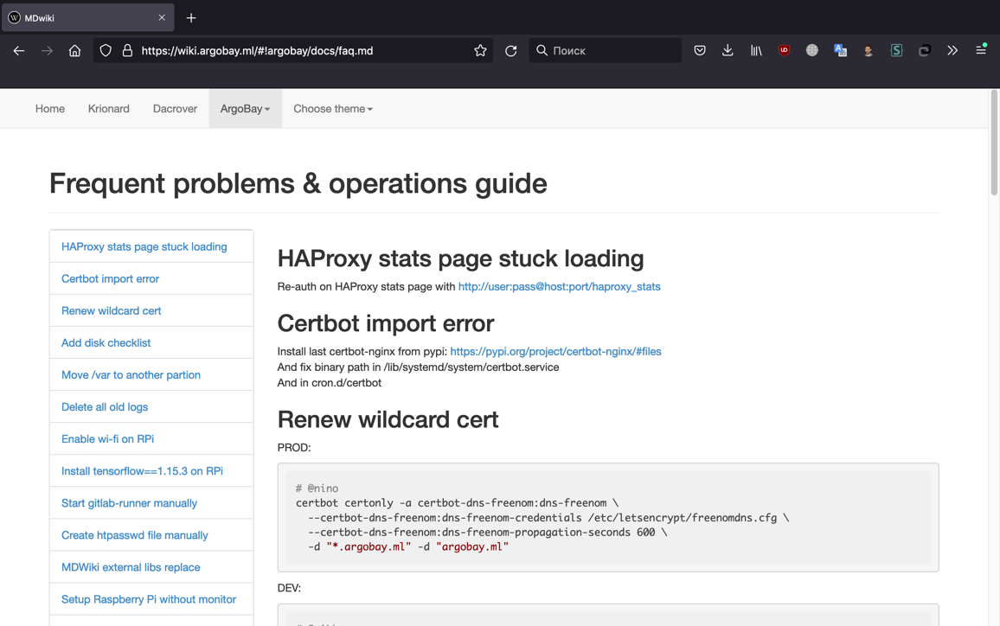 MDwiki
https://wiki.argobay.ml/#!argobay/docs/faq.md
Поиск
Home Krionard Dacrover ArgoBay Choose theme
Frequent problems & operations guide
HAProxy stats page stuck loading
Certbot import error
Renew wildcard cert
Add disk checklist
Move /var to another partion
Delete all old logs
Enable wi-fi on RPi
Install tensorflow==1.15.3 on RPi
Start gitlab-runner manually
Create htpasswd file manually
MDWiki external libs replace
Setup Raspberry Pi without monitor
HAProxy stats page stuck loading
Re-auth on HAProxy stats page with http://user:pass@host:port/haproxy_stats
Certbot import error
Install last certbot-nginx from pypi: https://pypi.org/project/certbot-nginx/#files
And fix binary path in /lib/systemd/system/certbot.service
And in cron.d/certbot
Renew wildcard cert
PROD:
# @nino
certbot certonly -a certbot-dns-freenom:dns-freenom \
--certbot-dns-freenom:dns-freenom-credentials /etc/letsencrypt/freenomdns.cfg \
--certbot-dns-freenom:dns-freenom-propagation-seconds 600 \
-d "*.argobay.ml" -d "argobay.ml"
DEV: